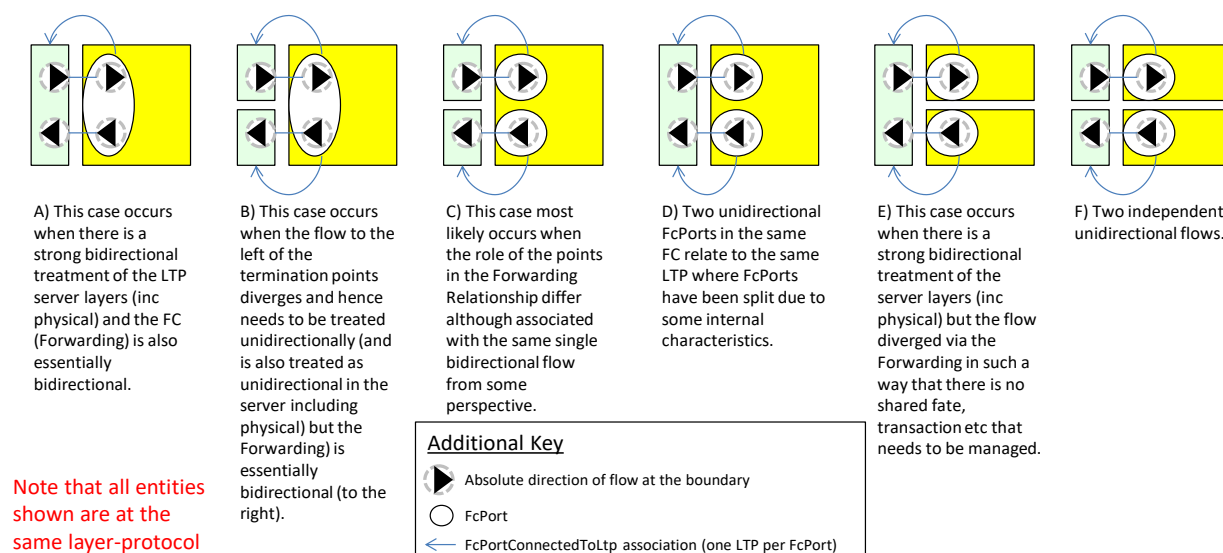 A) This case occurs
when there is a
strong bidirectional
treatment of the LTP
server layers (inc
physical) and the FC
(Forwarding) is also
essentially
bidirectional.
B) This case occurs
when the flow to the
left of the
termination points
diverges and hence
needs to be treated
unidirectionally (and
is also treated as
unidirectional in the
server including
physical) but the
Forwarding) is
essentially
bidirectional (to the
right).
C) This case most
likely occurs when
the role of the points
in the Forwarding
Relationship differ
although associated
with the same single
bidirectional flow
from some
perspective.
D) Two unidirectional
FcPorts in the same
FC relate to the same
LTP where FcPorts
have been split due to
some internal
characteristics.
E) This case occurs
when there is a
strong bidirectional
treatment of the
server layers (inc
physical) but the flow
diverged via the
Forwarding in such a
way that there is no
shared fate,
transaction etc that
needs to be managed.
F) Two independent
unidirectional flows.
Note that all entities
shown are at the
same layer-protocol
Additional Key
Absolute direction of flow at the boundary
FcPort
FcPortConnectedToLtp association (one LTP per FcPort)